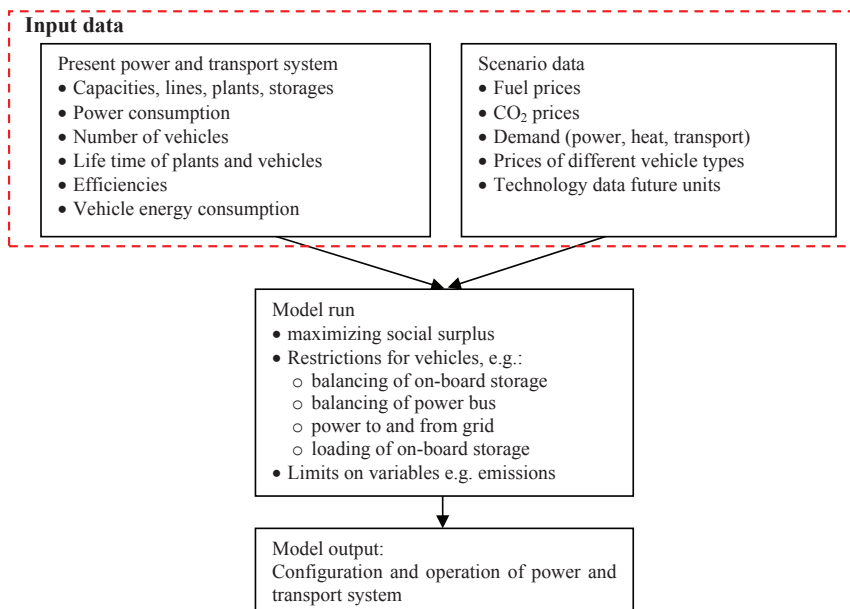 Input data
Present power and transport system
• Capacities, lines, plants, storages
• Power consumption
• Number of vehicles
• Life time of plants and vehicles
• Efficiencies
• Vehicle energy consumption
Scenario data
• Fuel prices
• CO₂ prices
• Demand (power, heat, transport)
• Prices of different vehicle types
• Technology data future units
Model run
• maximizing social surplus
• Restrictions for vehicles, e.g.:
o balancing of on-board storage
o balancing of power bus
o power to and from grid
o loading of on-board storage
• Limits on variables e.g. emissions
Model output:
Configuration and operation of power and
transport system